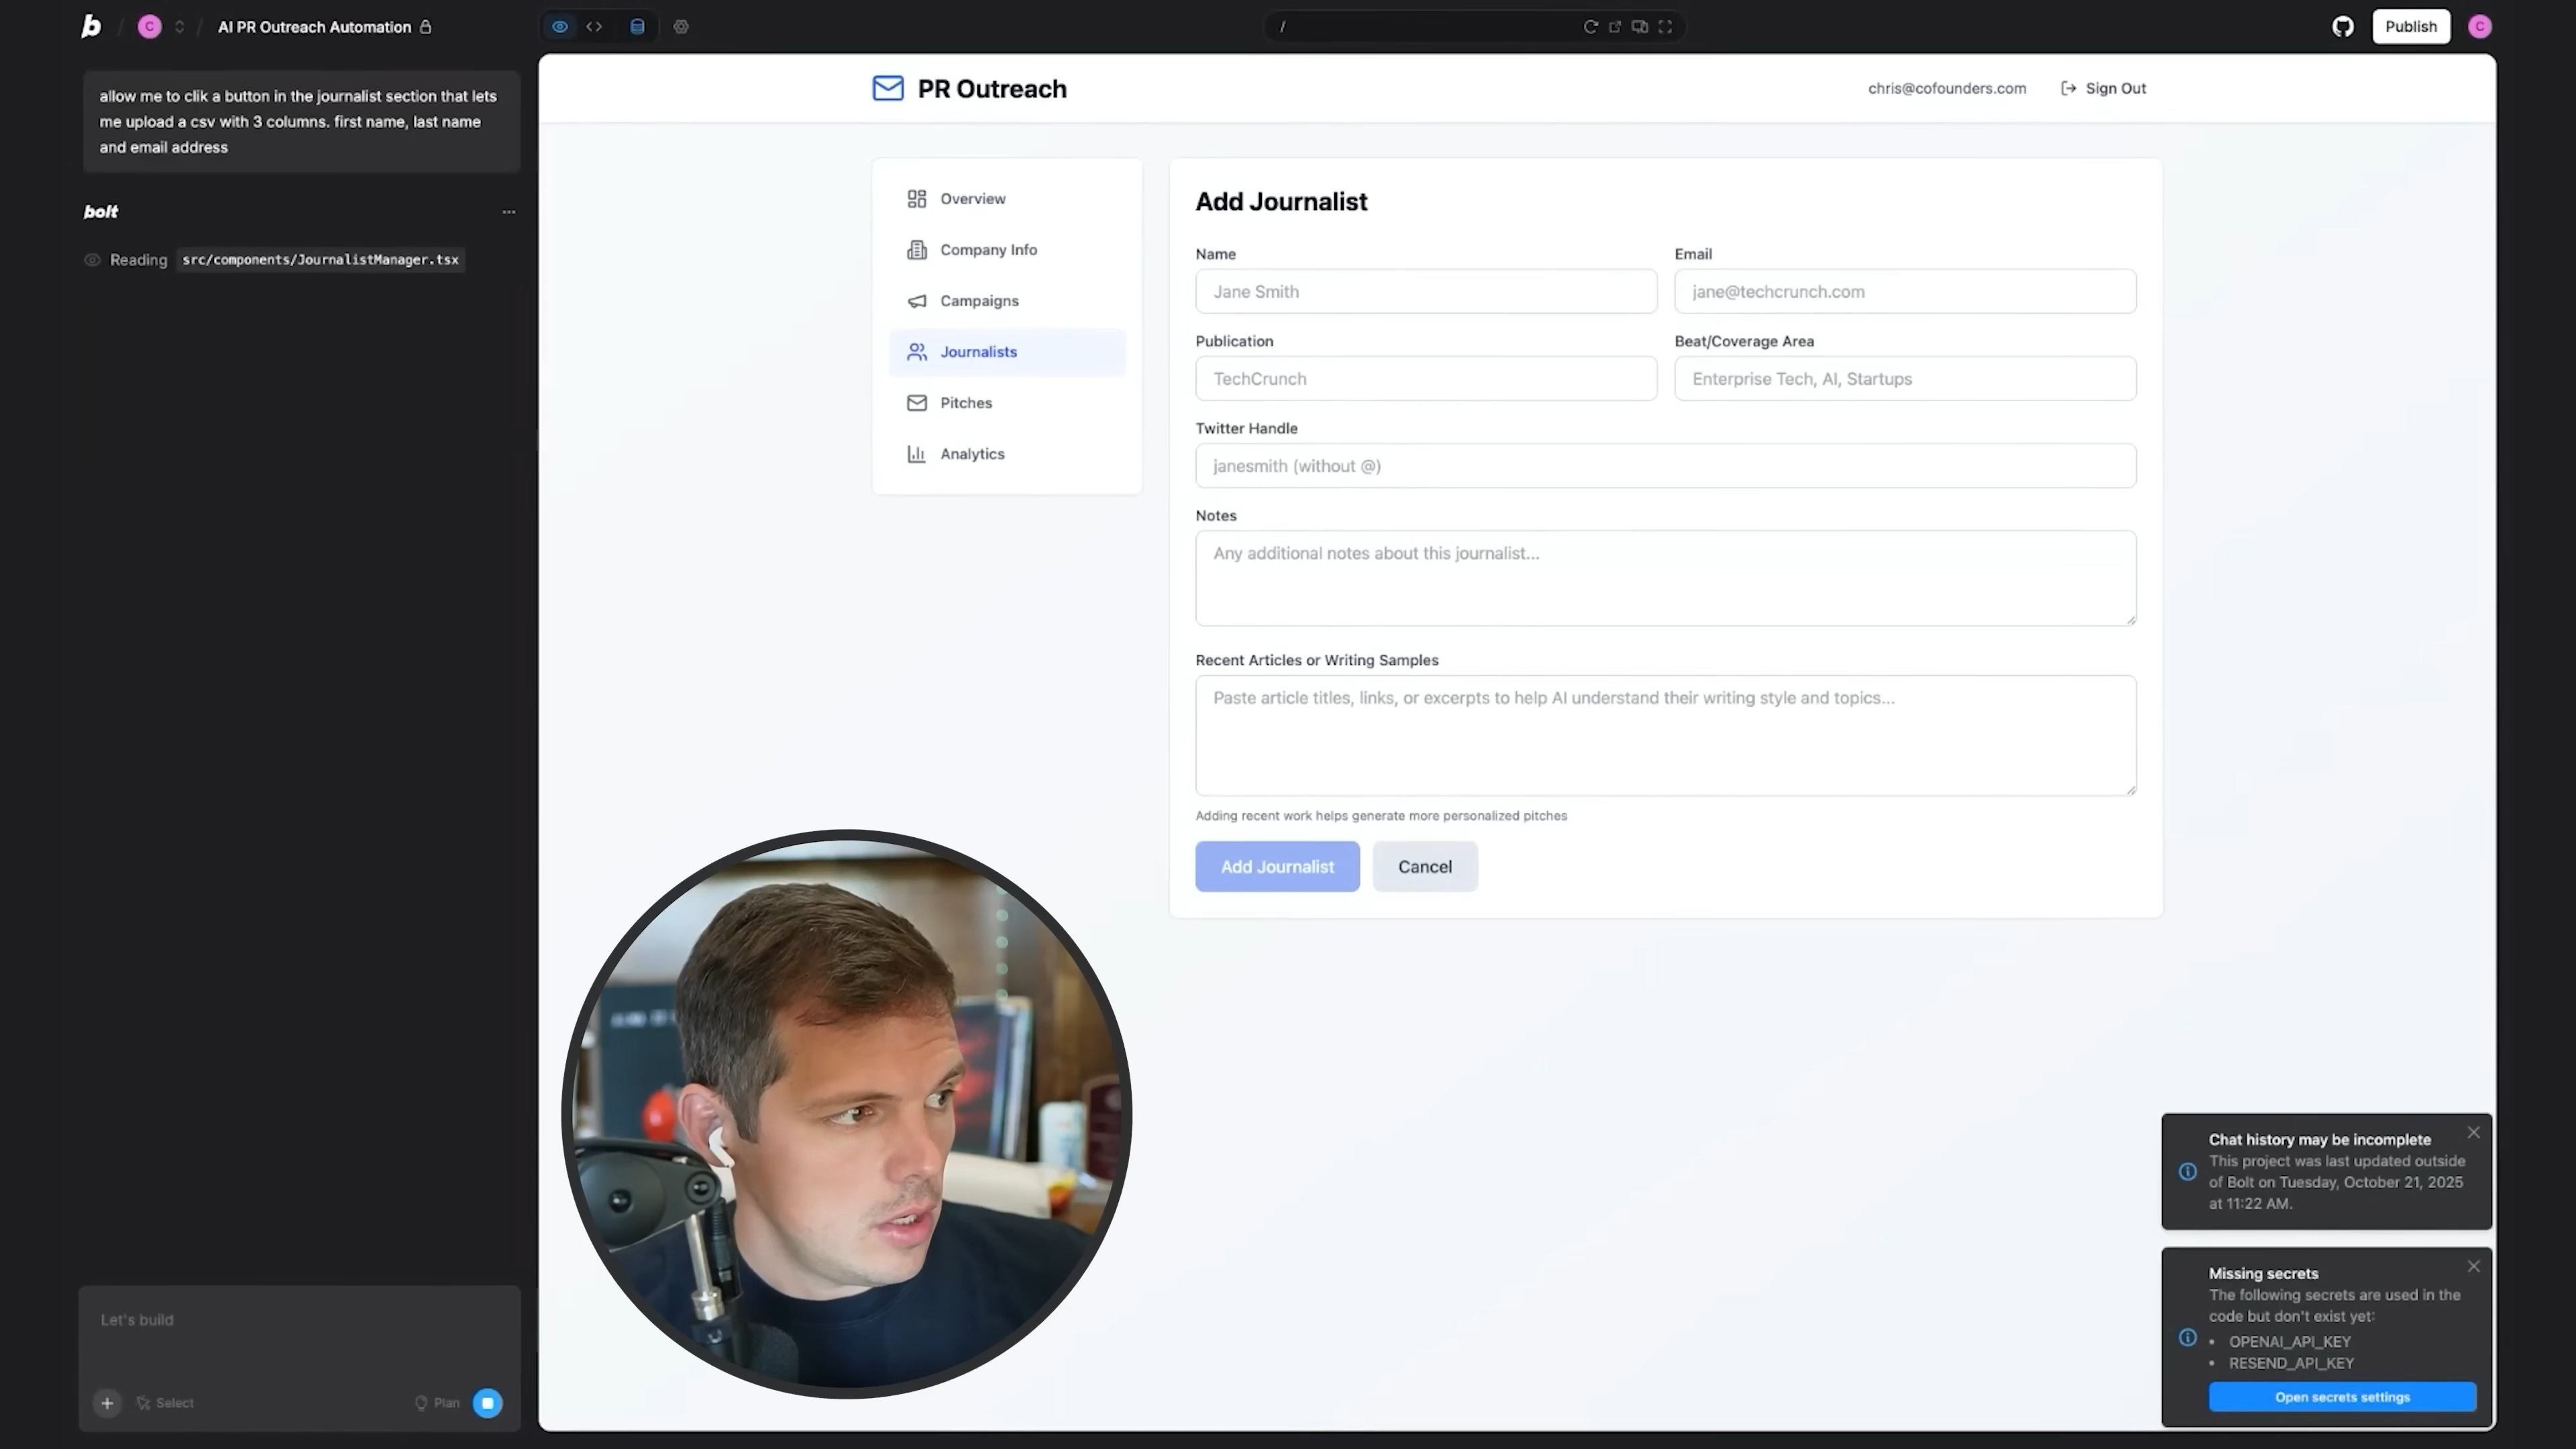 b / C / AI PR Outreach Automation
/
Publish
C
allow me to clik a button in the journalist section that lets
me upload a csv with 3 columns. first name, last name
and email address
bolt
Reading src/components/JournalistManager.tsx
Let's build
Select
Plan
PR Outreach
chris@cofounders.com
Sign Out
Overview
Company Info
Campaigns
Journalists
Pitches
Analytics
Add Journalist
Name
Email
Jane Smith
jane@techcrunch.com
Publication
Beat/Coverage Area
TechCrunch
Enterprise Tech, AI, Startups
Twitter Handle
janesmith (without @)
Notes
Any additional notes about this journalist...
Recent Articles or Writing Samples
Paste article titles, links, or excerpts to help AI understand their writing style and topics...
Adding recent work helps generate more personalized pitches
Add Journalist
Cancel
Chat history may be incomplete
This project was last updated outside
of Bolt on Tuesday, October 21, 2025
at 11:22 AM.
Missing secrets
The following secrets are used in the
code but don't exist yet:
• OPENAI_API_KEY
• RESEND_API_KEY
Open secrets settings